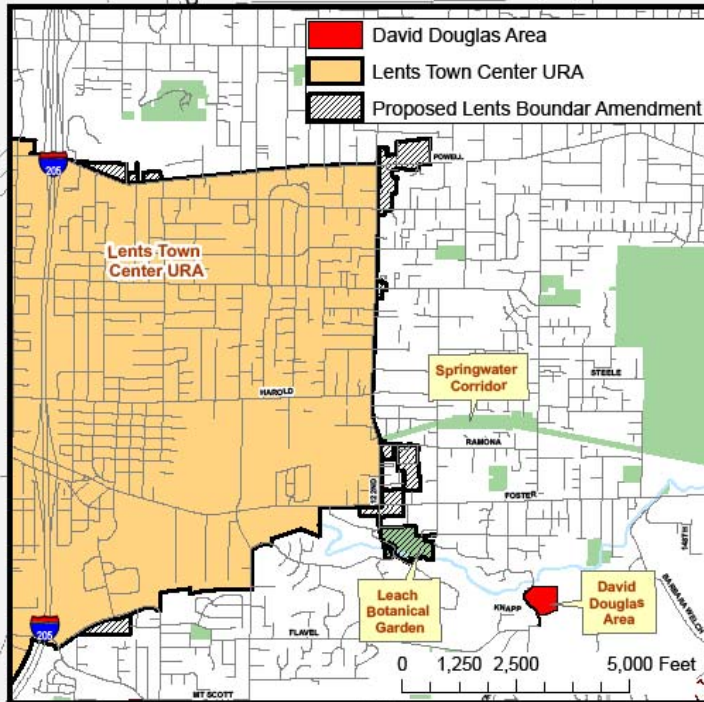 David Douglas Area
Lents Town Center URA
Proposed Lents Boundar Amendment
POWELL
205
Lents Town
Center URA
Springwater
Corridor
STEELE
HAROLD
RAMONA
122ND
FOSTER
148TH
Leach
Botanical
Garden
KNAPP
David
Douglas
Area
BARBARA WELCH
205
FLAVEL
MT SCOTT
0 1,250 2,500 5,000 Feet